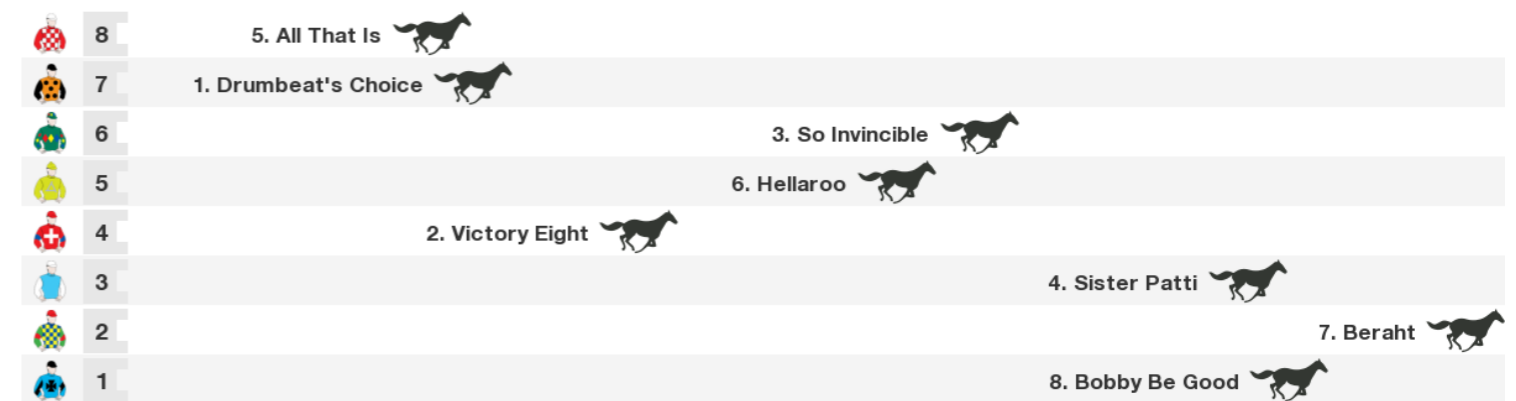 8 5. All That Is
7 1. Drumbeat's Choice
6 3. So Invincible
5 6. Hellaroo
4 2. Victory Eight
3 4. Sister Patti
2 7. Beraht
1 8. Bobby Be Good